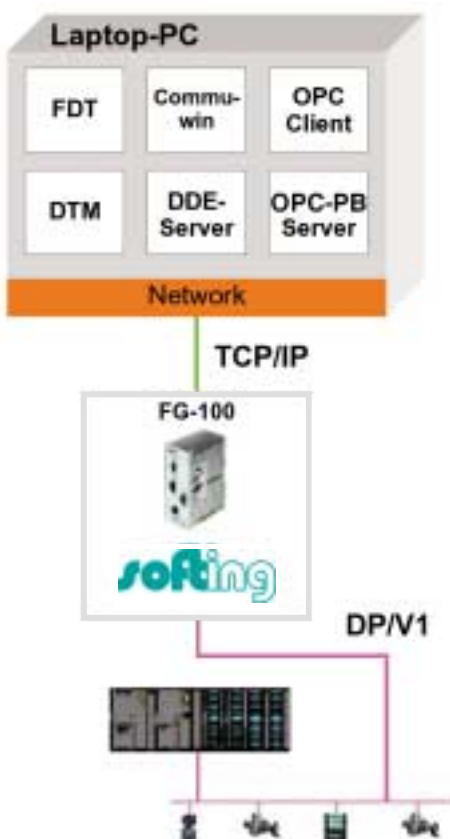 Laptop-PC
FDT
Commu-
win
OPC
Client
DTM
DDE-
Server
OPC-PB
Server
Network
TCP/IP
FG-100
softing
DP/V1